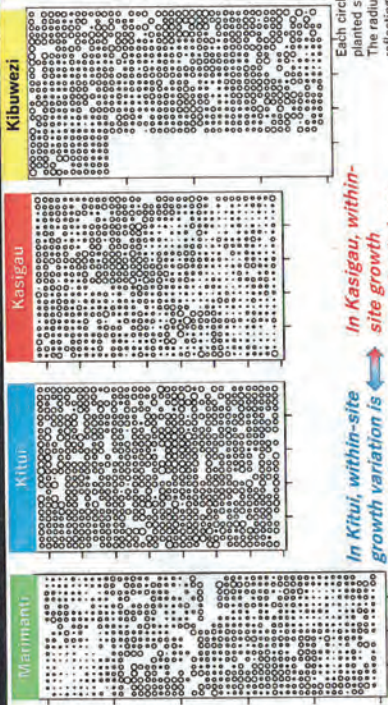 Marimanti
Kitui
Kasigau
Kibuwezi
In Kitui, within-site
growth variation is
In Kasigau, within-
site growth
Each circl
planted s
The radiu